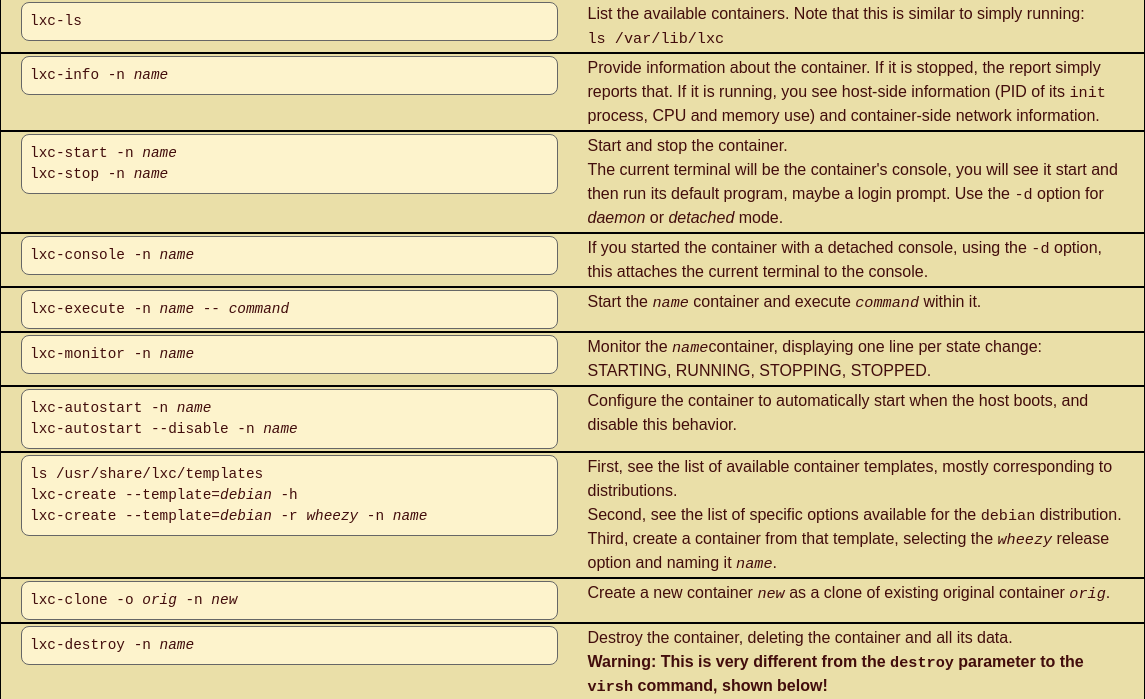 lxc-ls
List the available containers. Note that this is similar to simply running:
ls /var/lib/lxc
lxc-info -n name
Provide information about the container. If it is stopped, the report simply
reports that. If it is running, you see host-side information (PID of its init
process, CPU and memory use) and container-side network information.
lxc-start -n name
lxc-stop -n name
Start and stop the container.
The current terminal will be the container's console, you will see it start and
then run its default program, maybe a login prompt. Use the -d option for
daemon or detached mode.
lxc-console -n name
If you started the container with a detached console, using the -d option,
this attaches the current terminal to the console.
lxc-execute -n name -- command
Start the name container and execute command within it.
lxc-monitor -n name
Monitor the namecontainer, displaying one line per state change:
STARTING, RUNNING, STOPPING, STOPPED.
lxc-autostart -n name
lxc-autostart --disable -n name
Configure the container to automatically start when the host boots, and
disable this behavior.
ls /usr/share/lxc/templates
lxc-create --template=debian -h
lxc-create --template=debian -r wheezy -n name
First, see the list of available container templates, mostly corresponding to
distributions.
Second, see the list of specific options available for the debian distribution.
Third, create a container from that template, selecting the wheezy release
option and naming it name.
lxc-clone -o orig -n new
Create a new container new as a clone of existing original container orig.
lxc-destroy -n name
Destroy the container, deleting the container and all its data.
Warning: This is very different from the destroy parameter to the
virsh command, shown below!